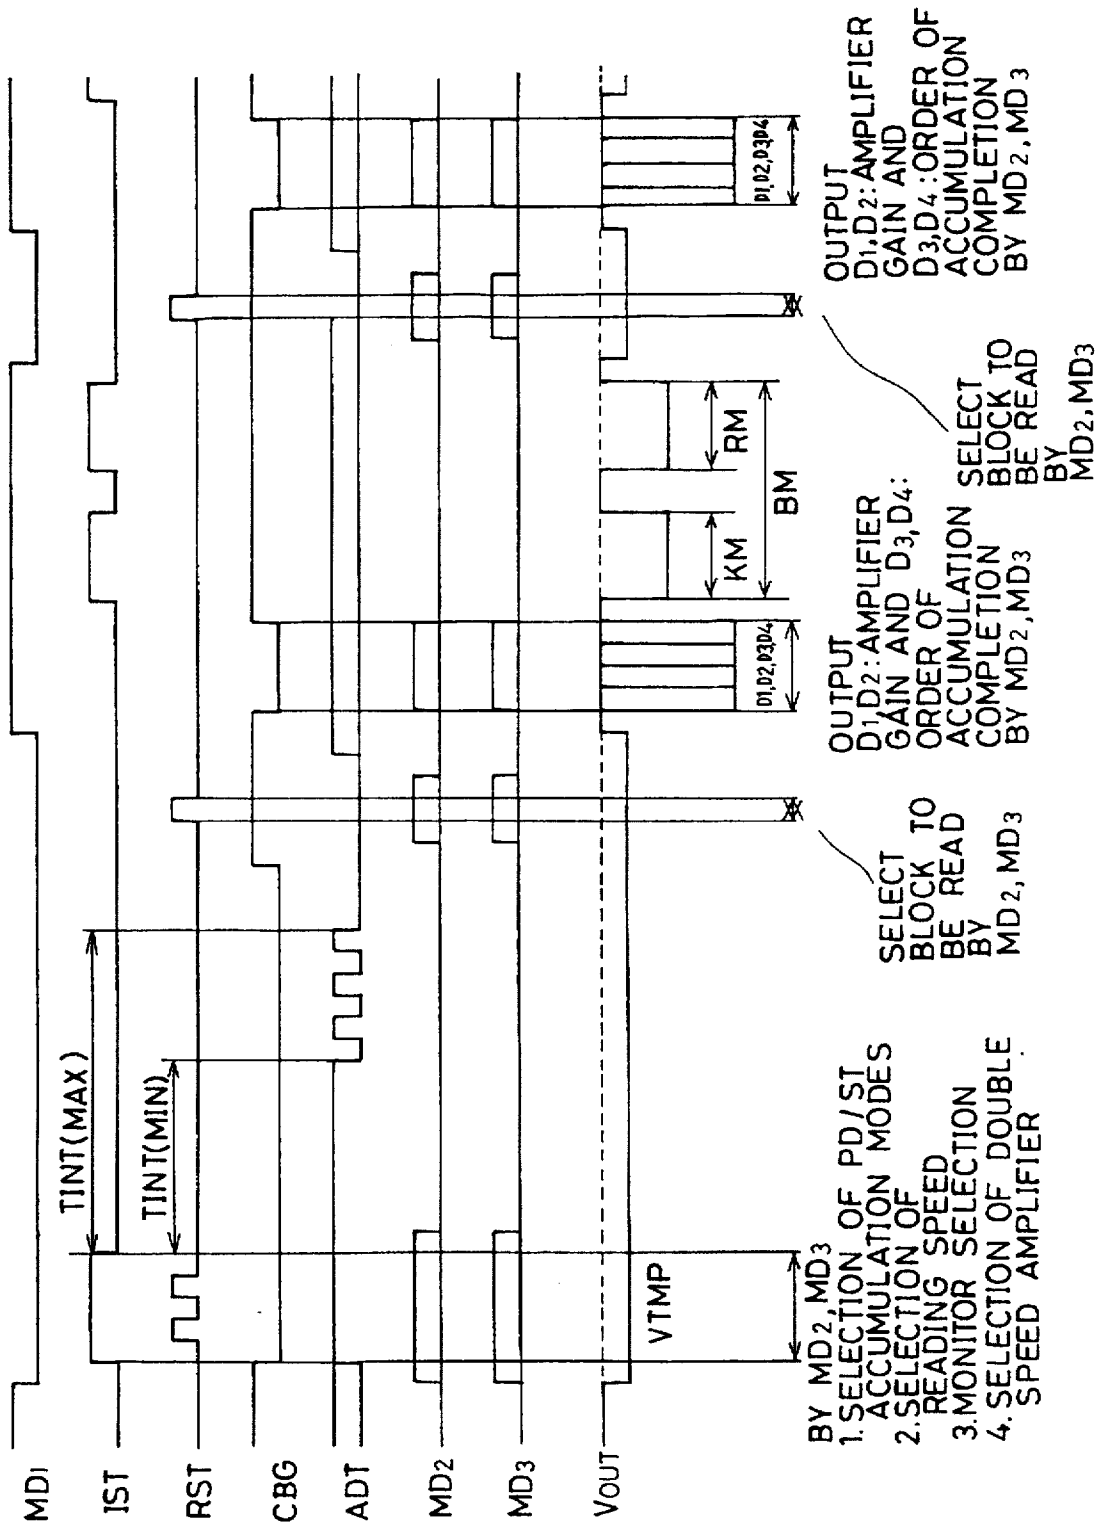 MD1
IST
RST
CBG
ADT
MD2
MD3
VOUT
TINT(MAX)
TINT(MIN)
VTMP
D1,D2,D3,D4
KM
RM
BM
D1,D2,D3,D4
BY MD2, MD3
1. SELECTION OF PD/ST
ACCUMULATION MODES
2. SELECTION OF
READING SPEED
3. MONITOR SELECTION
4. SELECTION OF DOUBLE
SPEED AMPLIFIER
SELECT
BLOCK TO
BE READ
BY
MD2, MD3
OUTPUT
D1,D2: AMPLIFIER
GAIN AND D3,D4:
ORDER OF
ACCUMULATION
COMPLETION
BY MD2, MD3
SELECT
BLOCK TO
BE READ
BY
MD2, MD3
OUTPUT
D1,D2: AMPLIFIER
GAIN AND
D3,D4: ORDER OF
ACCUMULATION
COMPLETION
BY MD2, MD3